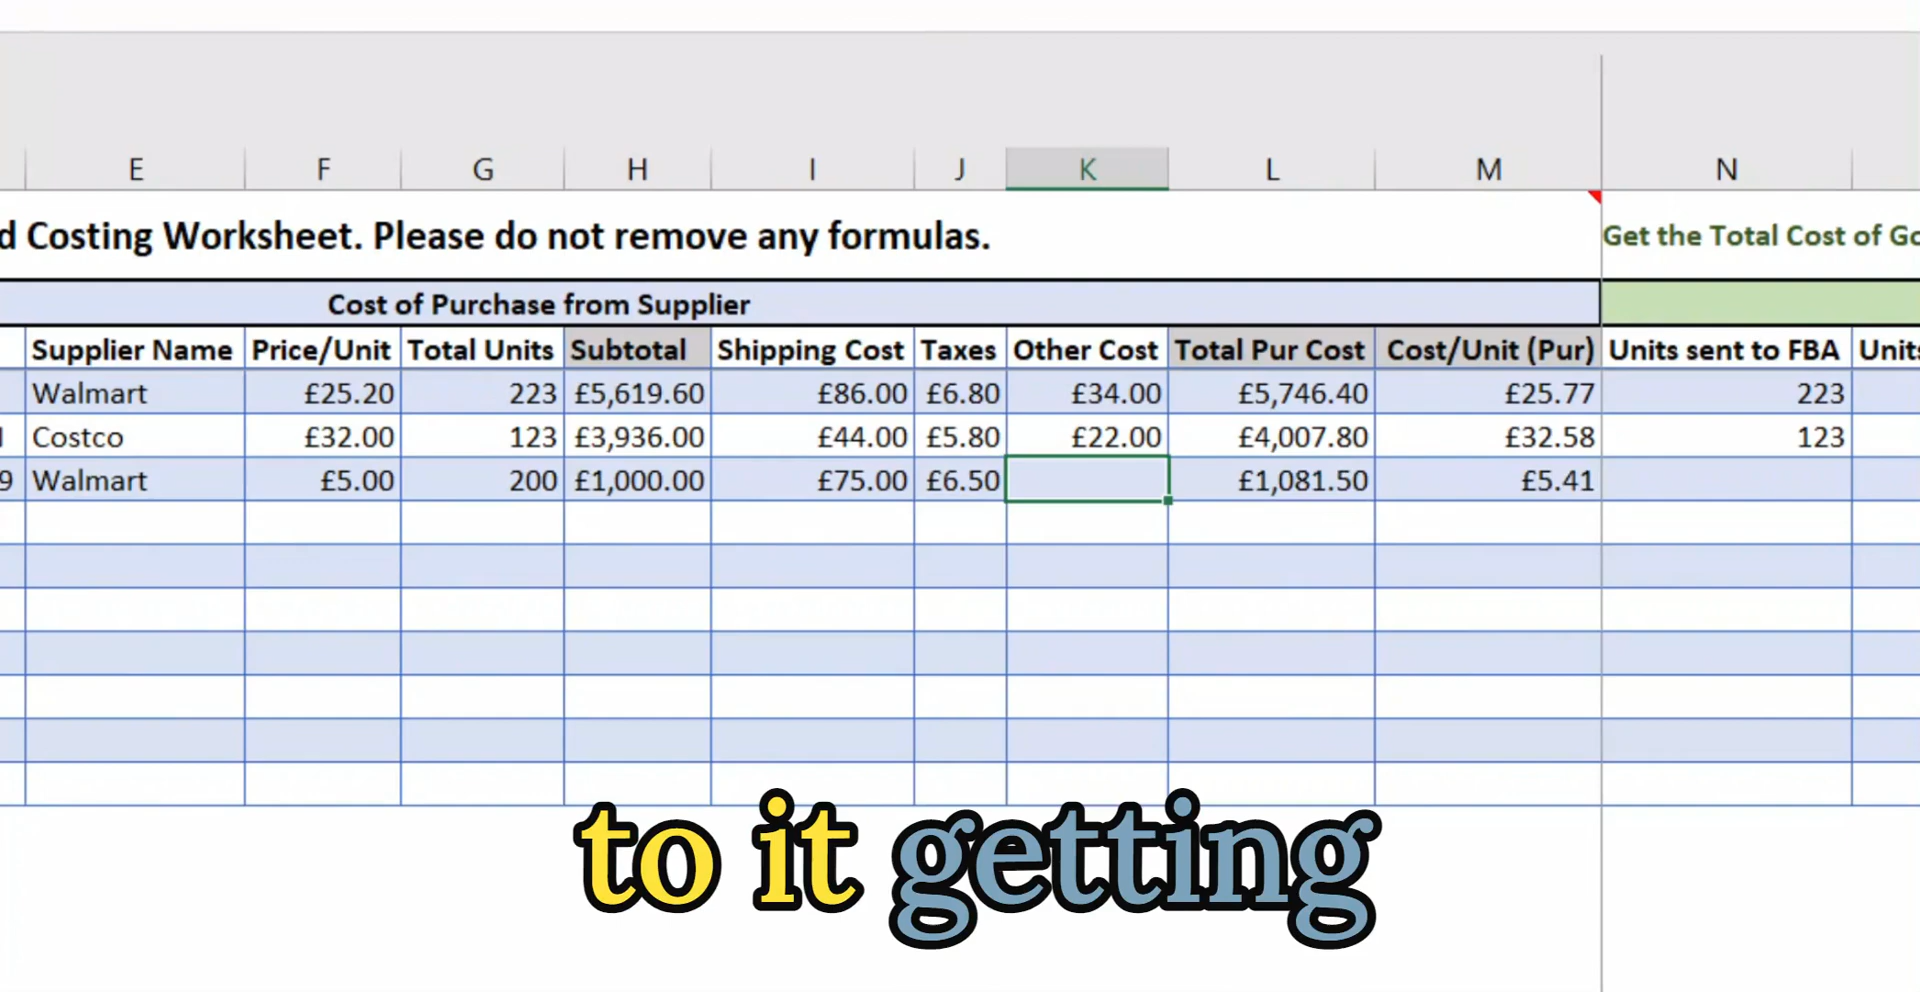 E F G H I J K L M N
d Costing Worksheet. Please do not remove any formulas. Get the Total Cost of Go
Cost of Purchase from Supplier
Supplier Name Price/Unit Total Units Subtotal Shipping Cost Taxes Other Cost Total Pur Cost Cost/Unit (Pur) Units sent to FBA Units
Walmart £25.20 223 £5,619.60 £86.00 £6.80 £34.00 £5,746.40 £25.77 223
Costco £32.00 123 £3,936.00 £44.00 £5.80 £22.00 £4,007.80 £32.58 123
9 Walmart £5.00 200 £1,000.00 £75.00 £6.50 £1,081.50 £5.41
to it getting